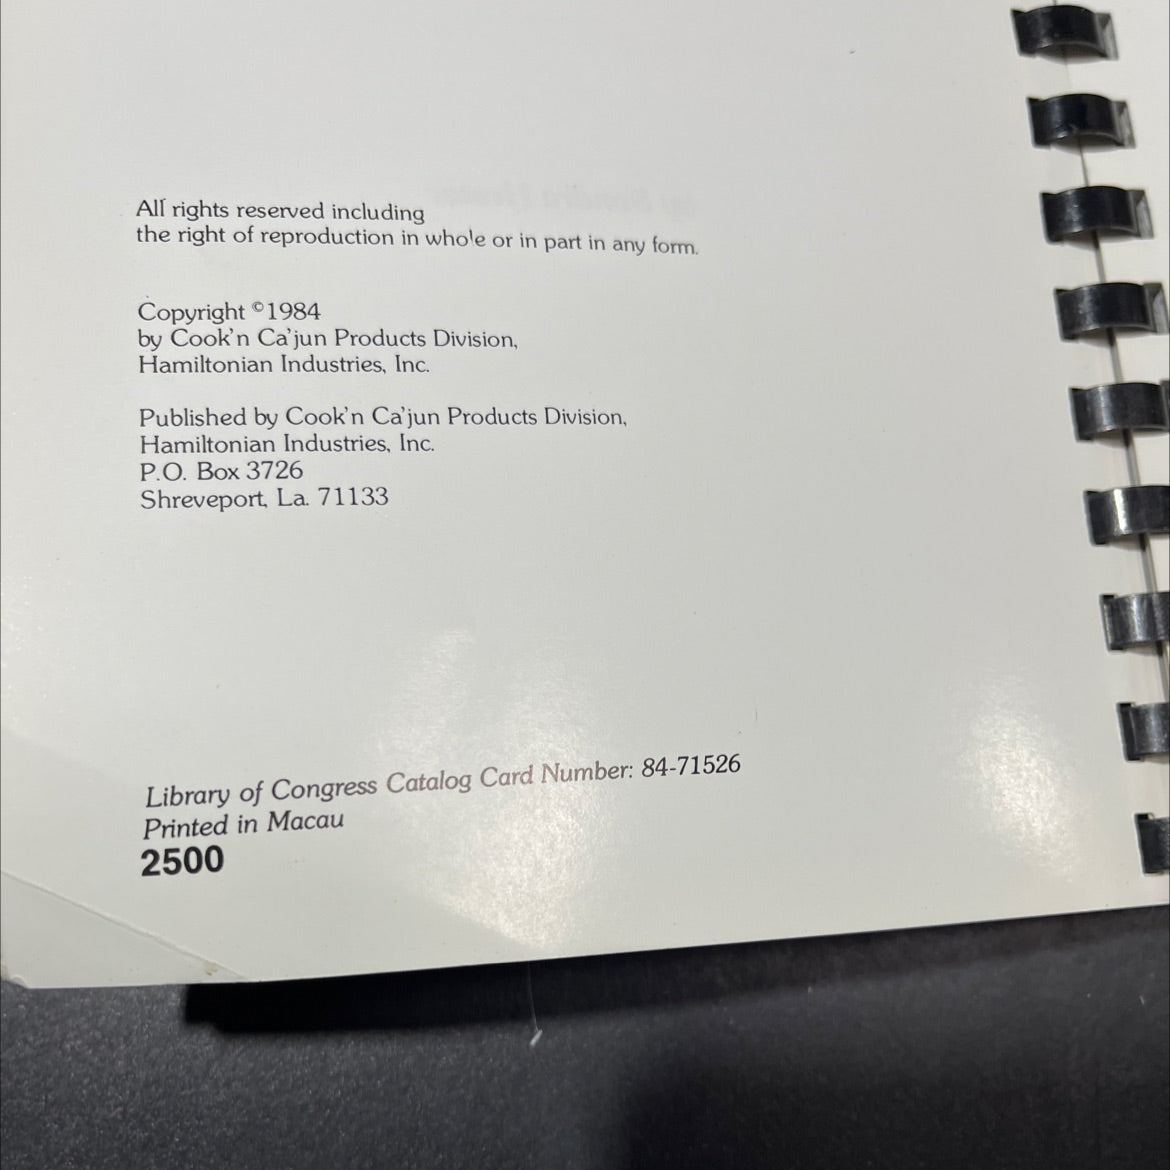 All rights reserved including
the right of reproduction in whole or in part in any form.
Copyright ©1984
by Cook'n Ca'jun Products Division,
Hamiltonian Industries, Inc.
Published by Cook'n Ca'jun Products Division,
Hamiltonian Industries, Inc.
P.O. Box 3726
Shreveport, La. 71133
Library of Congress Catalog Card Number: 84-71526
Printed in Macau
2500